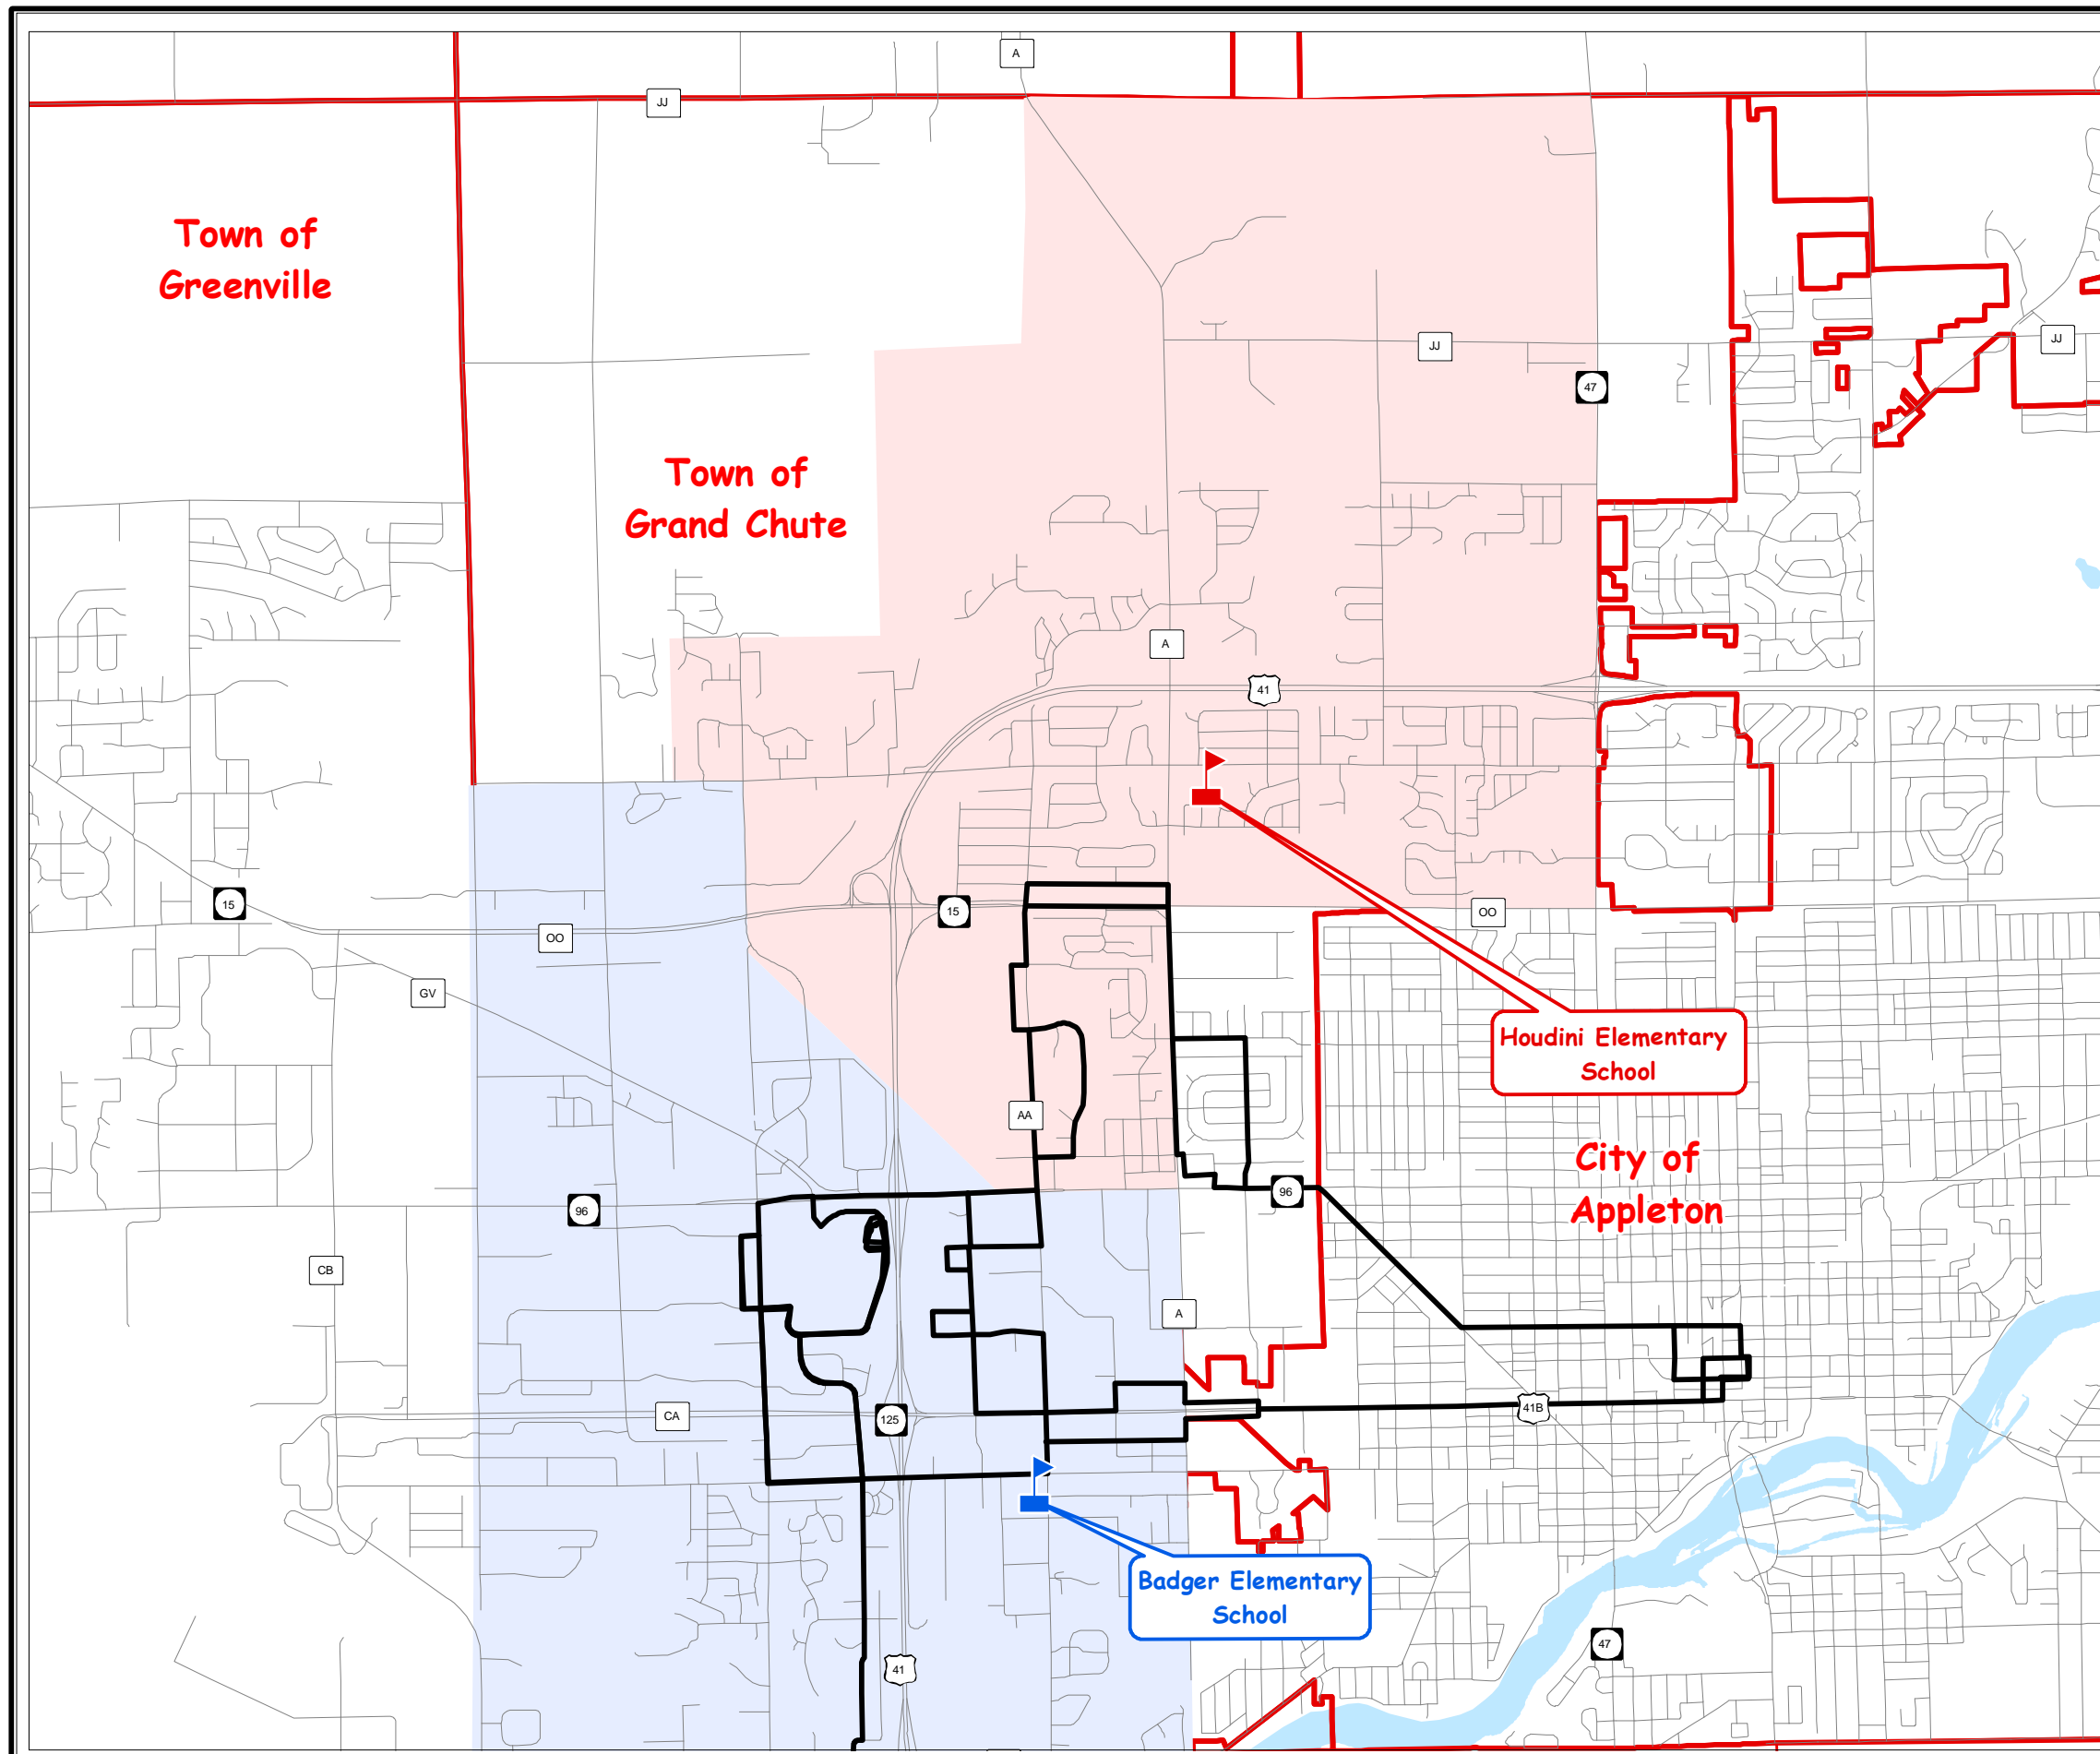 A
JJ
Town of
Greenville
JJ
JJ
47
Town of
Grand Chute
A
41
15
15
OO
OO
GV
Houdini Elementary
School
AA
City of
Appleton
96
96
CB
A
41B
CA
125
Badger Elementary
School
47
41